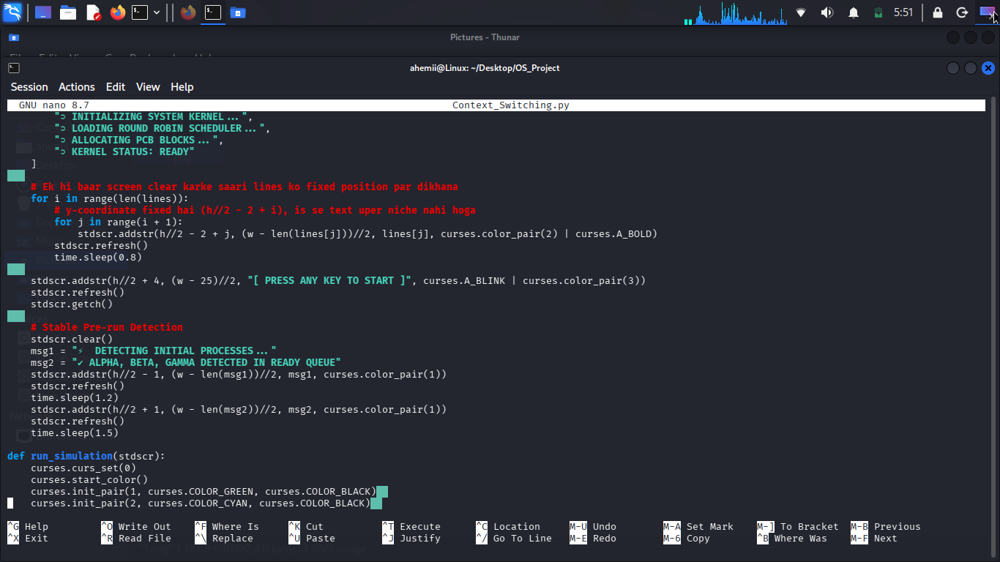 5:51
Pictures - Thunar
ahemii@Linux: ~/Desktop/OS_Project
Session Actions Edit View Help
GNU nano 8.7 Context_Switching.py
"➲ INITIALIZING SYSTEM KERNEL...",
"➲ LOADING ROUND ROBIN SCHEDULER...",
"➲ ALLOCATING PCB BLOCKS...",
"➲ KERNEL STATUS: READY"
]
# Ek hi baar screen clear karke saari lines ko fixed position par dikhana
for i in range(len(lines)):
# y-coordinate fixed hai (h//2 - 2 + i), is se text uper niche nahi hoga
for j in range(i + 1):
stdscr.addstr(h//2 - 2 + j, (w - len(lines[j]))//2, lines[j], curses.color_pair(2) | curses.A_BOLD)
stdscr.refresh()
time.sleep(0.8)
stdscr.addstr(h//2 + 4, (w - 25)//2, "[ PRESS ANY KEY TO START ]", curses.A_BLINK | curses.color_pair(3))
stdscr.refresh()
stdscr.getch()
# Stable Pre-run Detection
stdscr.clear()
msg1 = "⚡ DETECTING INITIAL PROCESSES..."
msg2 = "✔ ALPHA, BETA, GAMMA DETECTED IN READY QUEUE"
stdscr.addstr(h//2 - 1, (w - len(msg1))//2, msg1, curses.color_pair(1))
stdscr.refresh()
time.sleep(1.2)
stdscr.addstr(h//2 + 1, (w - len(msg2))//2, msg2, curses.color_pair(1))
stdscr.refresh()
time.sleep(1.5)
def run_simulation(stdscr):
curses.curs_set(0)
curses.start_color()
curses.init_pair(1, curses.COLOR_GREEN, curses.COLOR_BLACK)
curses.init_pair(2, curses.COLOR_CYAN, curses.COLOR_BLACK)
^G Help ^O Write Out ^F Where Is ^K Cut ^T Execute ^C Location M-U Undo M-A Set Mark M-] To Bracket M-B Previous
^X Exit ^R Read File ^\ Replace ^U Paste ^J Justify ^/ Go To Line M-E Redo M-6 Copy ^B Where Was M-F Next